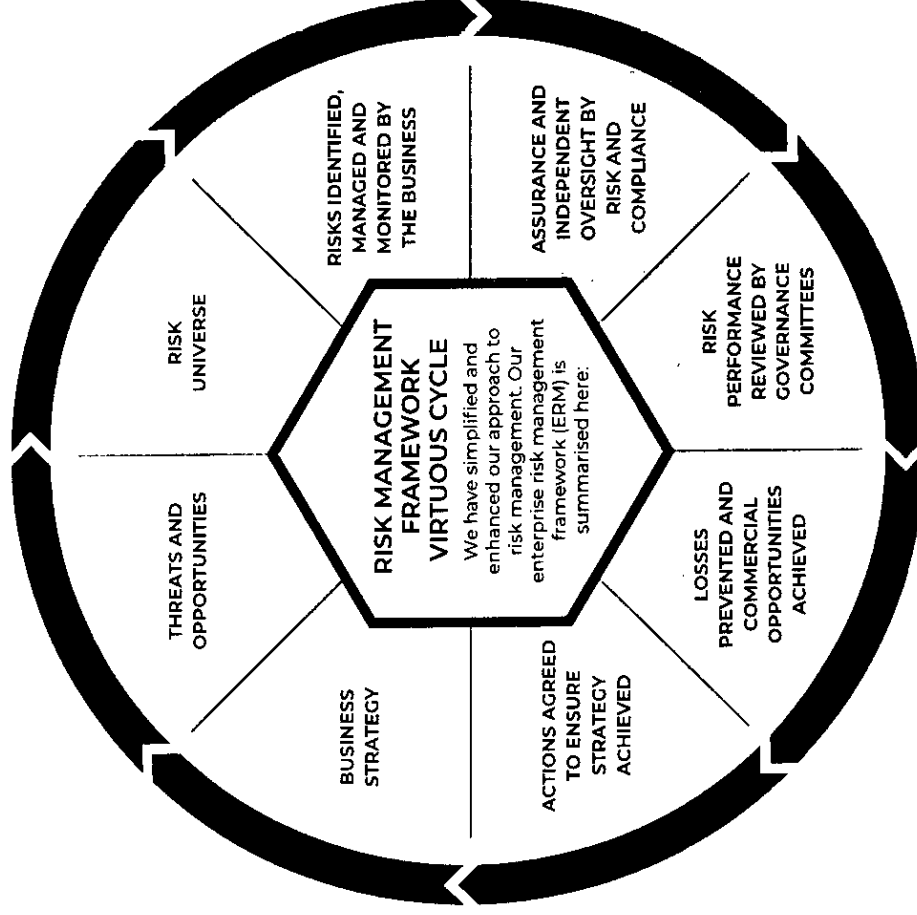 RISK MANAGEMENT
FRAMEWORK
VIRTUOUS CYCLE
We have simplified and
enhanced our approach to
risk management. Our
enterprise risk management
framework (ERM) is
summarised here:
BUSINESS
STRATEGY
THREATS AND
OPPORTUNITIES
RISK
UNIVERSE
RISKS IDENTIFIED,
MANAGED AND
MONITORED BY
THE BUSINESS
ASSURANCE AND
INDEPENDENT
OVERSIGHT BY
RISK AND
COMPLIANCE
RISK
PERFORMANCE
REVIEWED BY
GOVERNANCE
COMMITTEES
LOSSES
PREVENTED AND
COMMERCIAL
OPPORTUNITIES
ACHIEVED
ACTIONS AGREED
TO ENSURE
STRATEGY
ACHIEVED